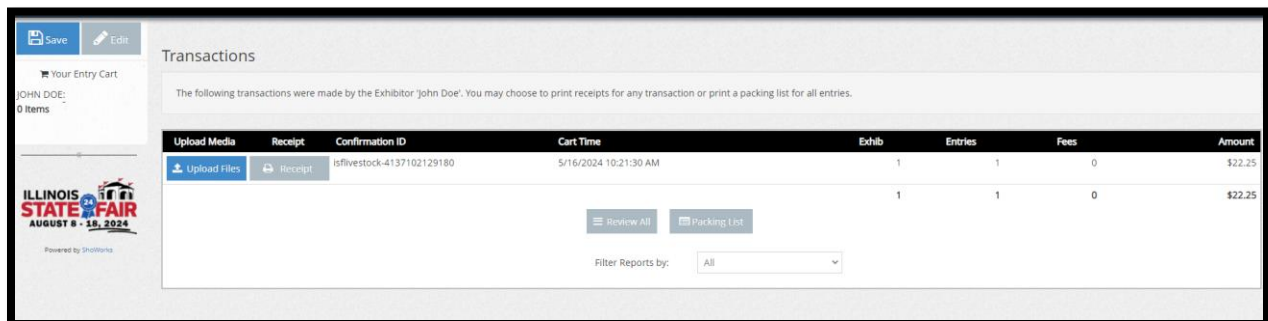 Save Edit
Your Entry Cart
JOHN DOE:
0 Items
ILLINOIS
24
STATE FAIR
AUGUST 8 - 18, 2024
Powered by ShoWorks
Transactions
The following transactions were made by the Exhibitor 'John Doe'. You may choose to print receipts for any transaction or print a packing list for all entries.
Upload Media Receipt Confirmation ID Cart Time Exhib Entries Fees Amount
Upload Files Receipt isflivestock-4137102129180 5/16/2024 10:21:30 AM 1 1 0 $22.25
1 1 0 $22.25
Review All Packing List
Filter Reports by: All